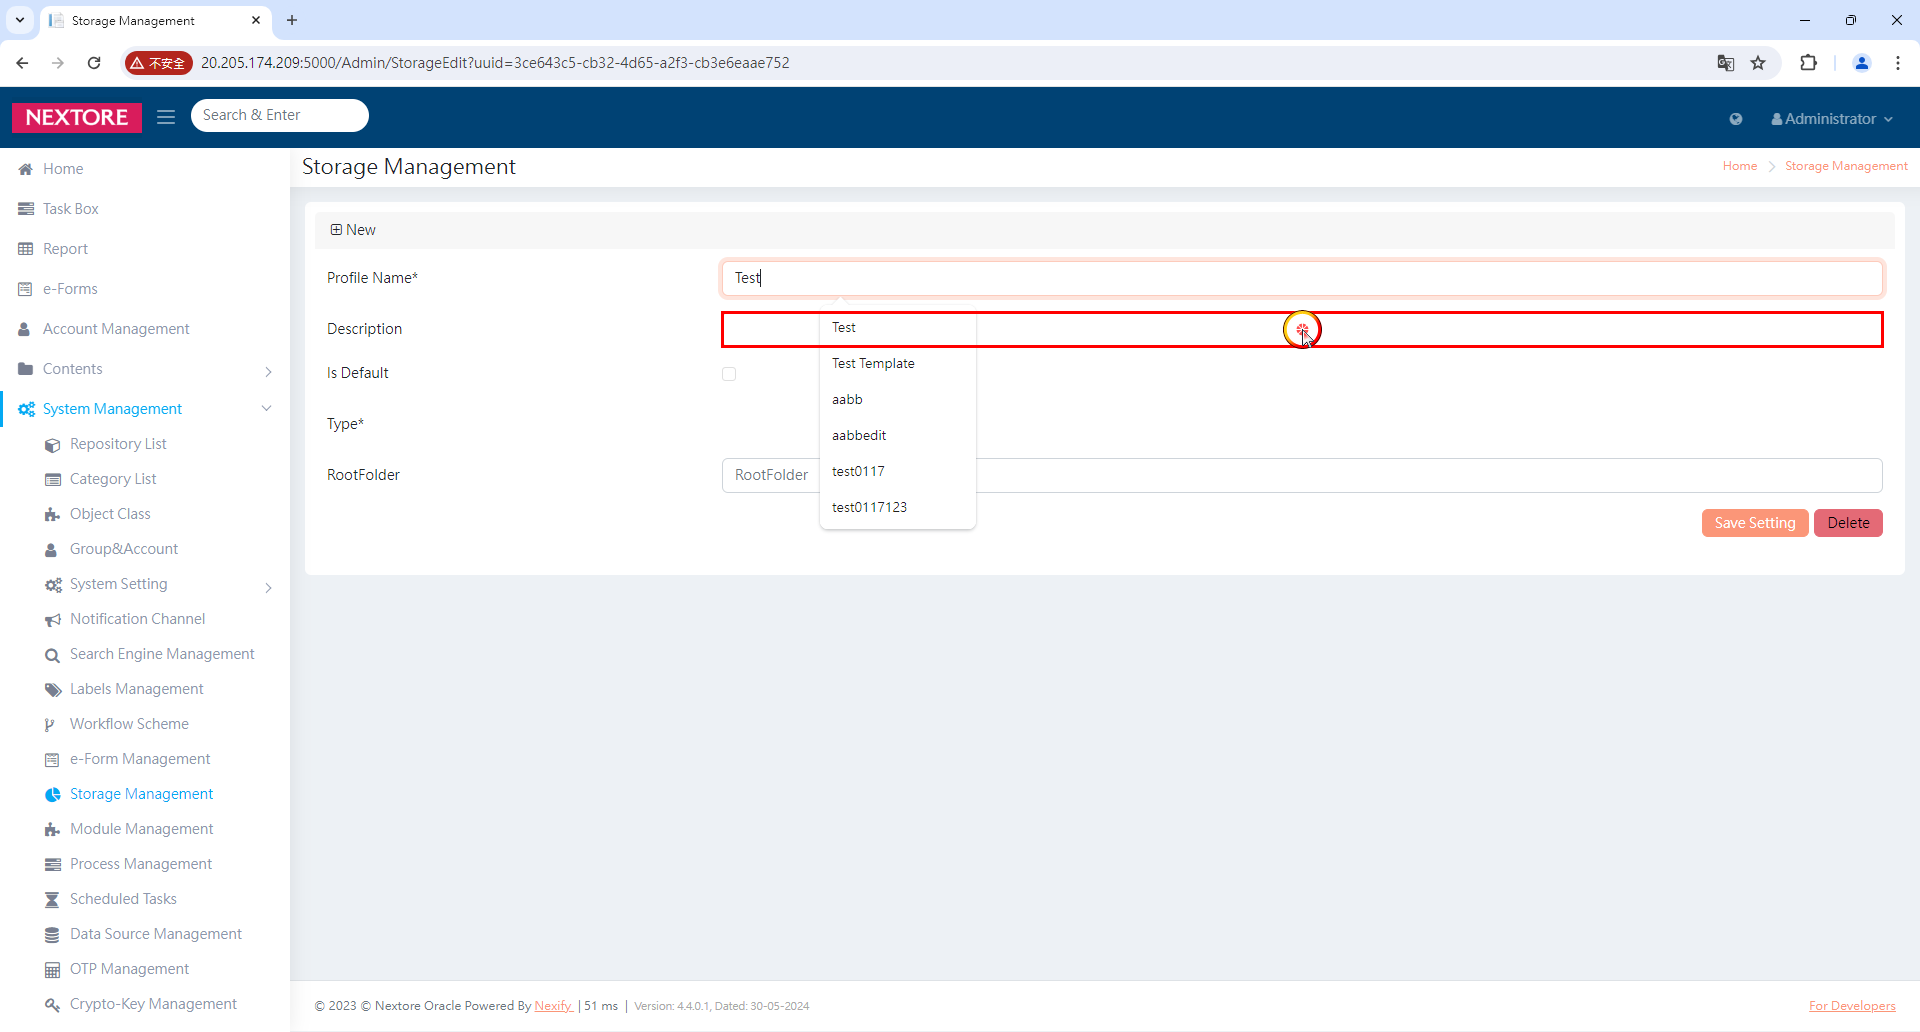 Storage Management
不安全 20.205.174.209:5000/Admin/StorageEdit?uuid=3ce643c5-cb32-4d65-a2f3-cb3e6eaae752
NEXTORE
Search & Enter
Administrator
Home
Task Box
Report
e-Forms
Account Management
Contents
System Management
Repository List
Category List
Object Class
Group&Account
System Setting
Notification Channel
Search Engine Management
Labels Management
Workflow Scheme
e-Form Management
Storage Management
Module Management
Process Management
Scheduled Tasks
Data Source Management
OTP Management
Crypto-Key Management
Storage Management
Home > Storage Management
New
Profile Name*
Test
Description
Is Default
Type*
RootFolder
RootFolder
Test
Test Template
aabb
aabbedit
test0117
test0117123
Save Setting
Delete
© 2023 © Nextore Oracle Powered By Nexify | 51 ms | Version: 4.4.0.1, Dated: 30-05-2024
For Developers